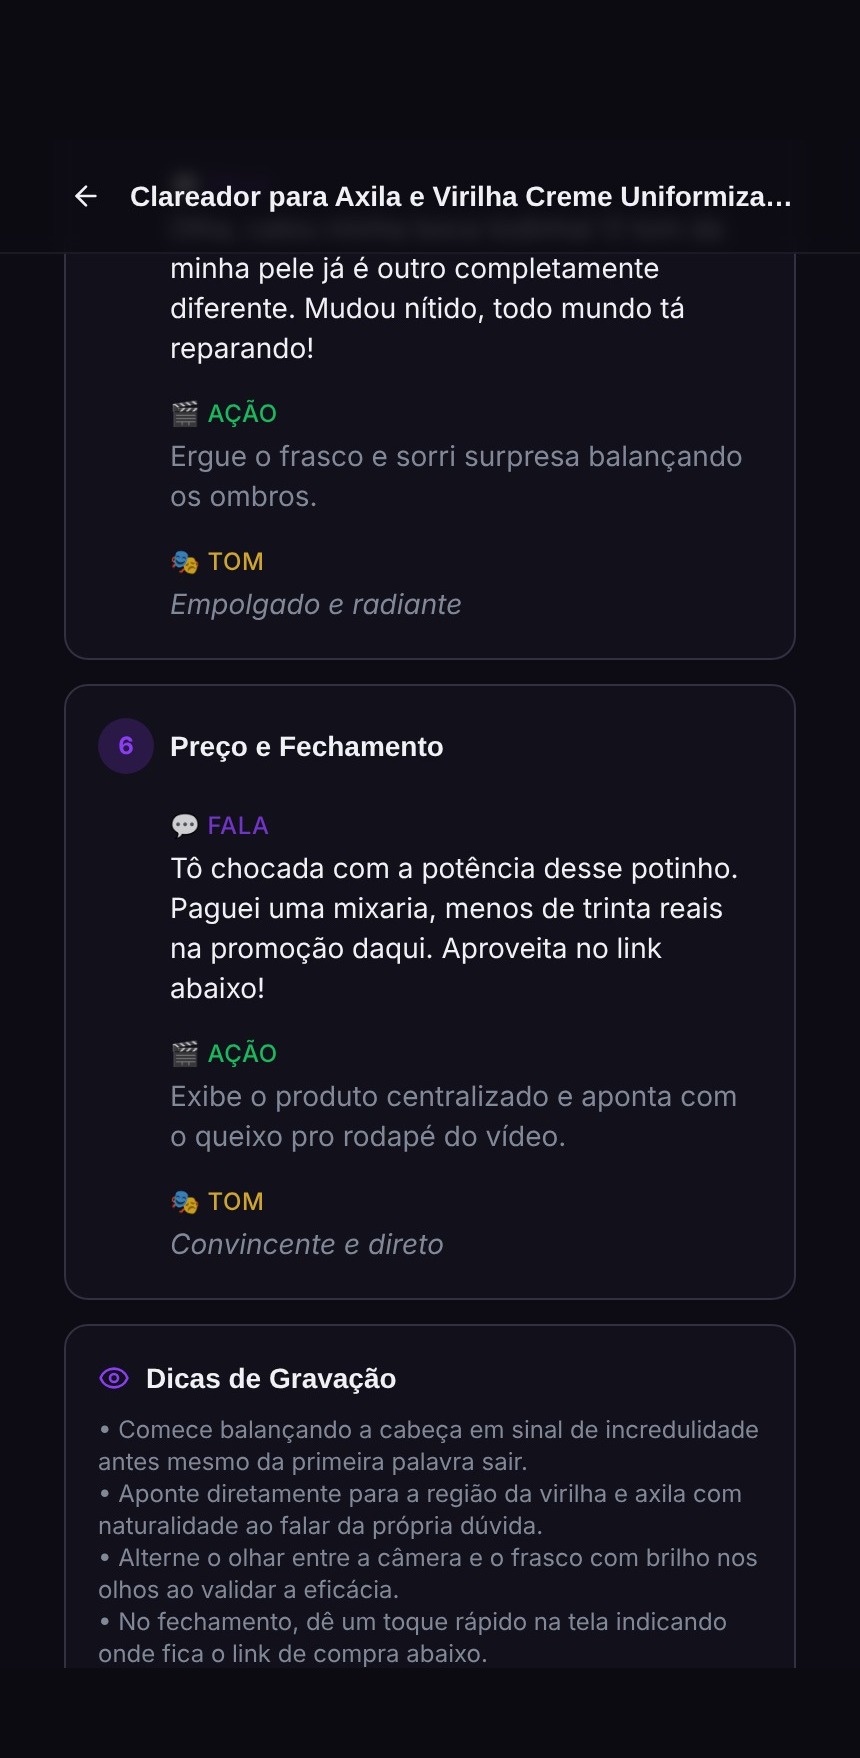 Clareador para Axila e Virilha Creme Uniformiza...
minha pele já é outro completamente
diferente. Mudou nítido, todo mundo tá
reparando!
🎬 AÇÃO
Ergue o frasco e sorri surpresa balançando
os ombros.
🎭 TOM
Empolgado e radiante
6 Preço e Fechamento
💬 FALA
Tô chocada com a potência desse potinho.
Paguei uma mixaria, menos de trinta reais
na promoção daqui. Aproveita no link
abaixo!
🎬 AÇÃO
Exibe o produto centralizado e aponta com
o queixo pro rodapé do vídeo.
🎭 TOM
Convincente e direto
Dicas de Gravação
• Comece balançando a cabeça em sinal de incredulidade
antes mesmo da primeira palavra sair.
• Aponte diretamente para a região da virilha e axila com
naturalidade ao falar da própria dúvida.
• Alterne o olhar entre a câmera e o frasco com brilho nos
olhos ao validar a eficácia.
• No fechamento, dê um toque rápido na tela indicando
onde fica o link de compra abaixo.